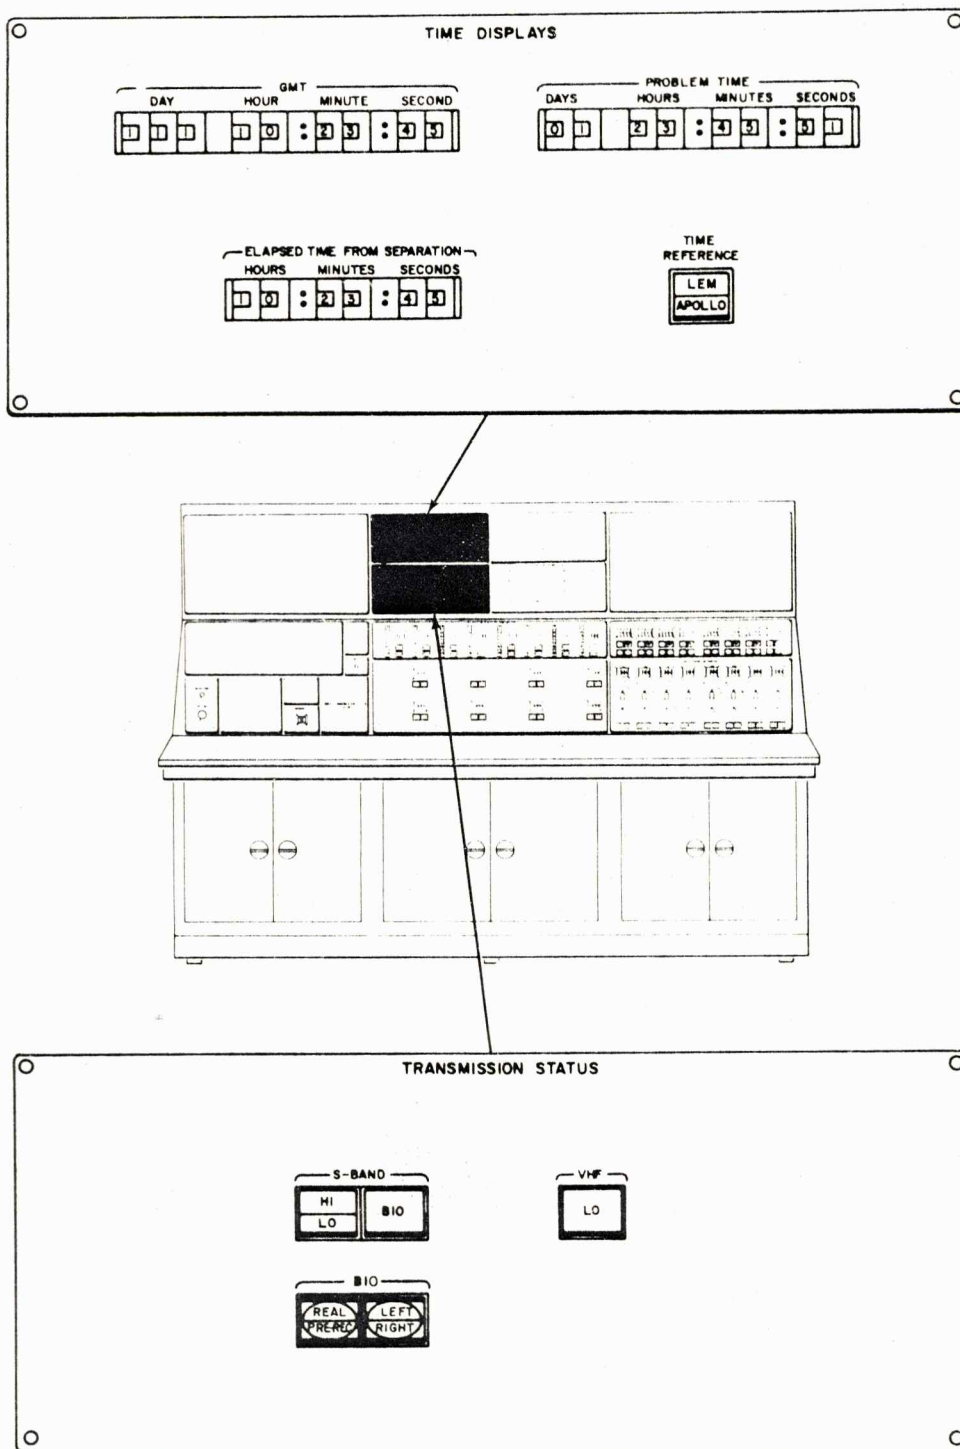 TIME DISPLAYS
GMT
DAY HOUR MINUTE SECOND
1 1 1 1 0 : 2 3 : 4 5
PROBLEM TIME
DAYS HOURS MINUTES SECONDS
0 1 2 3 : 4 5 : 5 1
ELAPSED TIME FROM SEPARATION
HOURS MINUTES SECONDS
1 0 : 2 3 : 4 5
TIME
REFERENCE
LEM
APOLLO
TRANSMISSION STATUS
S-BAND
HI
LO
BIO
VHF
LO
BIO
REAL
PREREC
LEFT
RIGHT